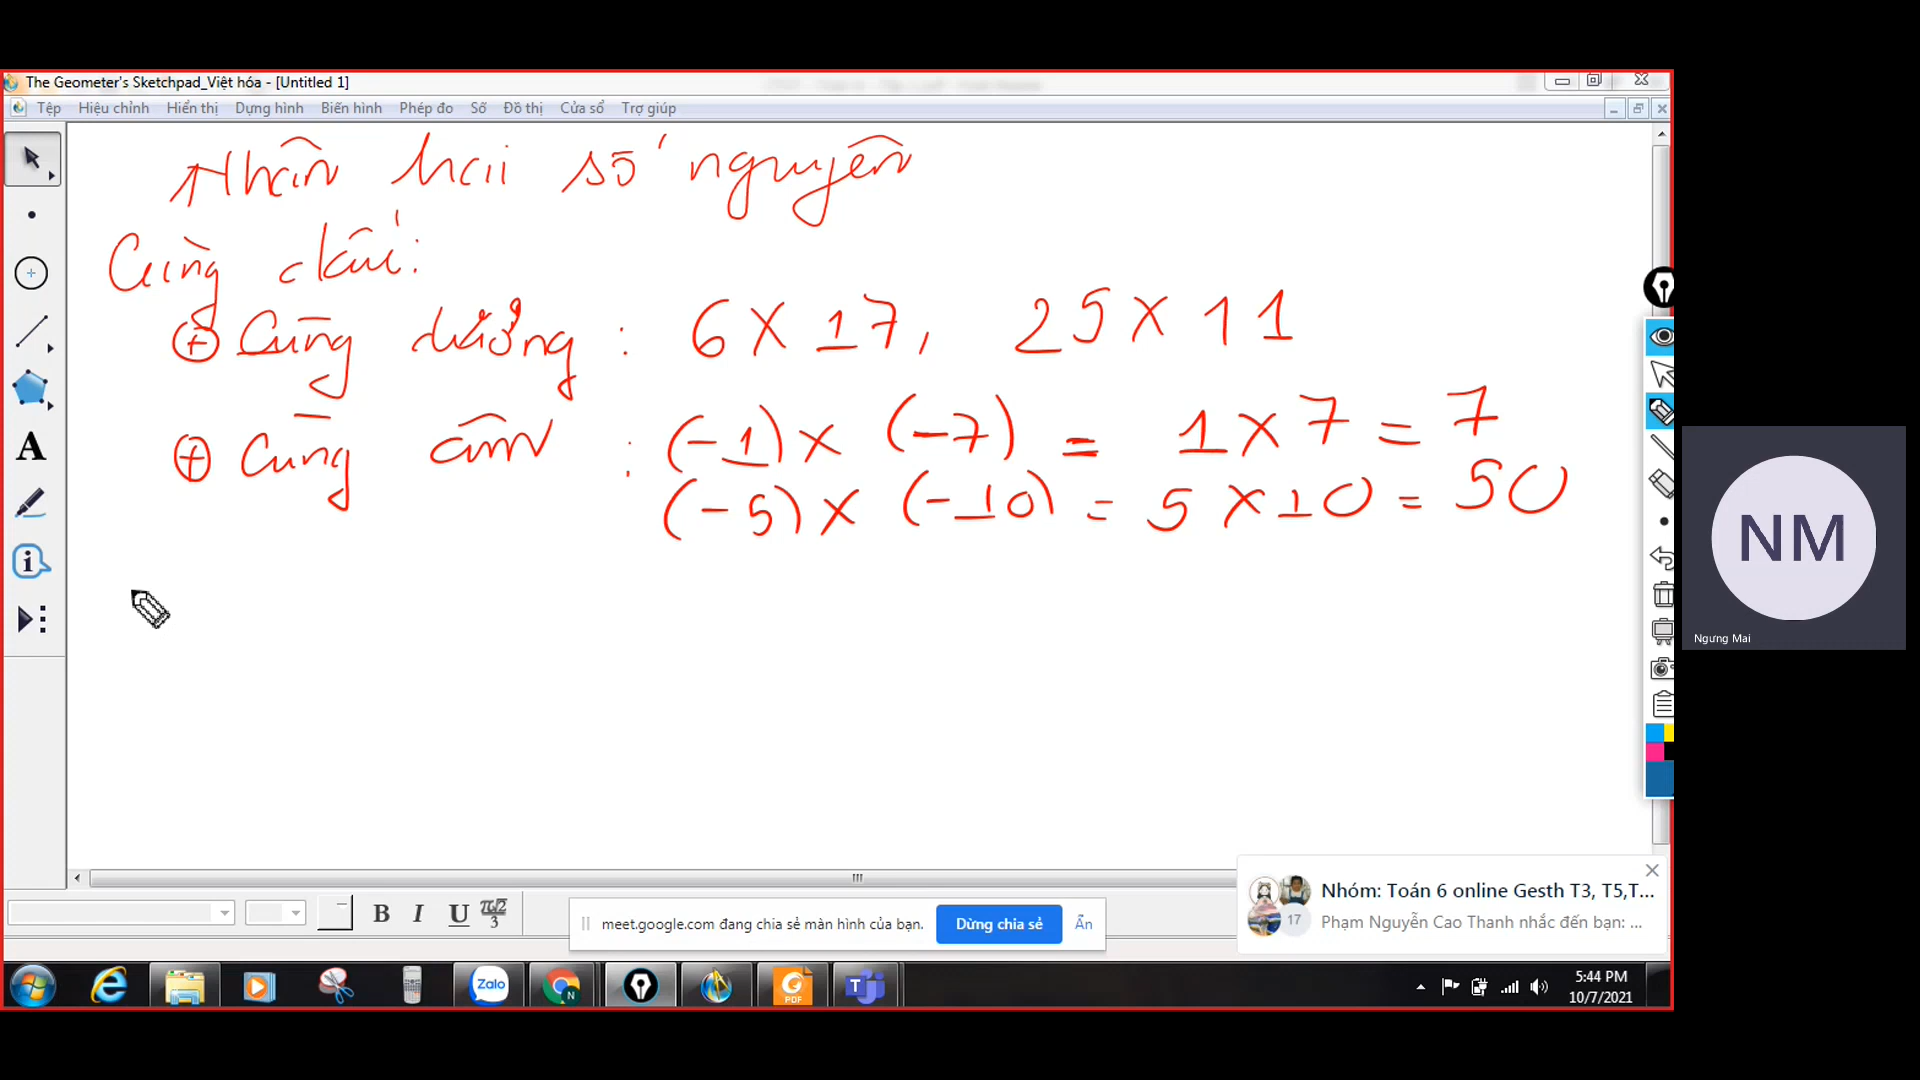 The Geometer's Sketchpad_Việt hóa - [Untitled 1]
Tệp Hiệu chỉnh Hiển thị Dựng hình Biến hình Phép đo Số Đồ thị Cửa sổ Trợ giúp
Nhân hai số nguyên
Cùng dấu:
⊕ Cùng dương : 6 × 17, 25 × 11
⊕ Cùng âm : (-1) × (-7) = 1 × 7 = 7
(-5) × (-10) = 5 × 10 = 50
A
NM
Ngưng Mai
B I U
meet.google.com đang chia sẻ màn hình của bạn. Dừng chia sẻ Ẩn
Nhóm: Toán 6 online Gesth T3, T5,T...
17
Phạm Nguyễn Cao Thanh nhắc đến bạn: ...
Zalo
N
PDF
5:44 PM
10/7/2021